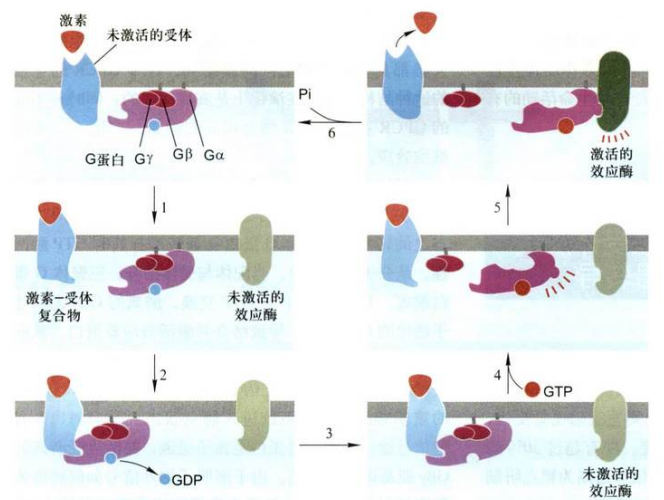 激素
未激活的受体
G蛋白 Gγ Gβ Gα
Pi
6
激活的
效应酶
1
5
激素-受体
复合物
未激活的
效应酶
2
4
GTP
3
GDP
未激活的
效应酶